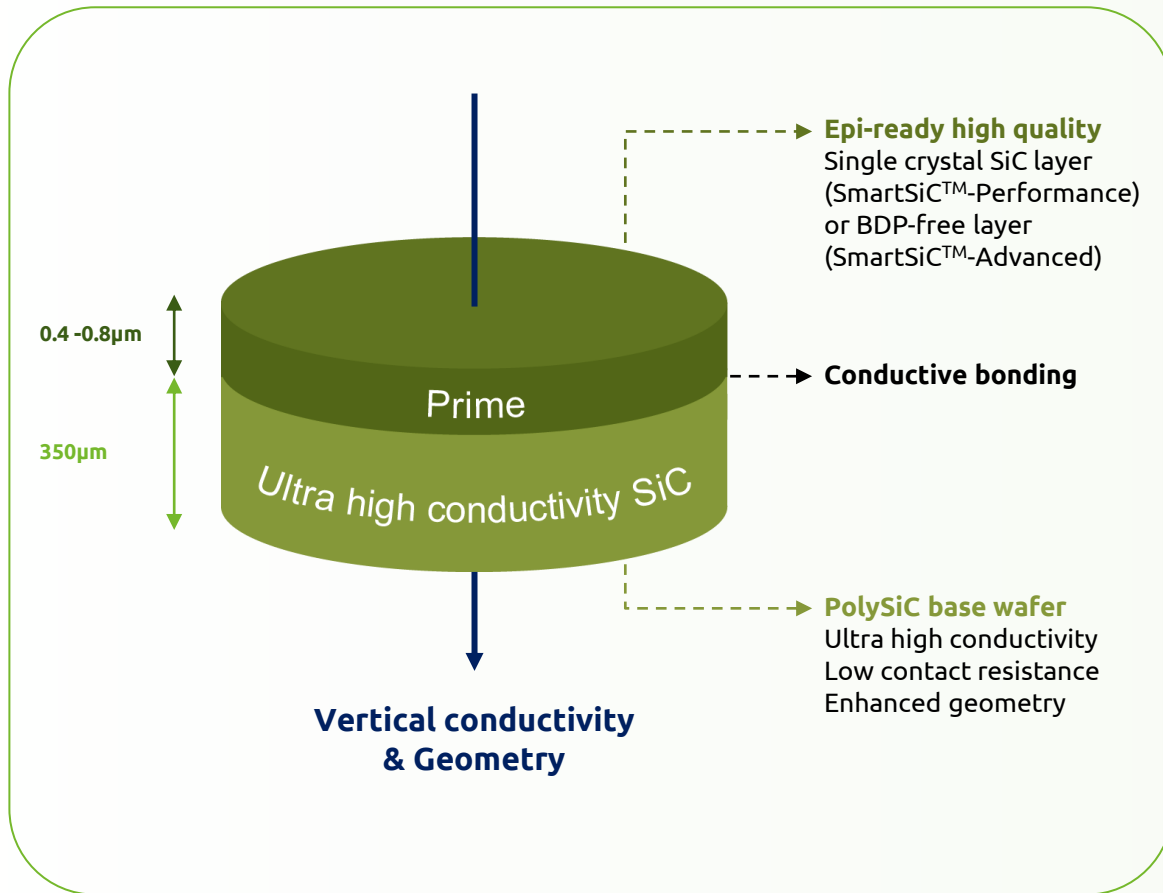 Epi-ready high quality
Single crystal SiC layer
(SmartSiC™-Performance)
or BDP-free layer
(SmartSiC™-Advanced)
0.4 -0.8µm
Conductive bonding
Prime
350µm
Ultra high conductivity SiC
PolySiC base wafer
Ultra high conductivity
Low contact resistance
Enhanced geometry
Vertical conductivity
& Geometry